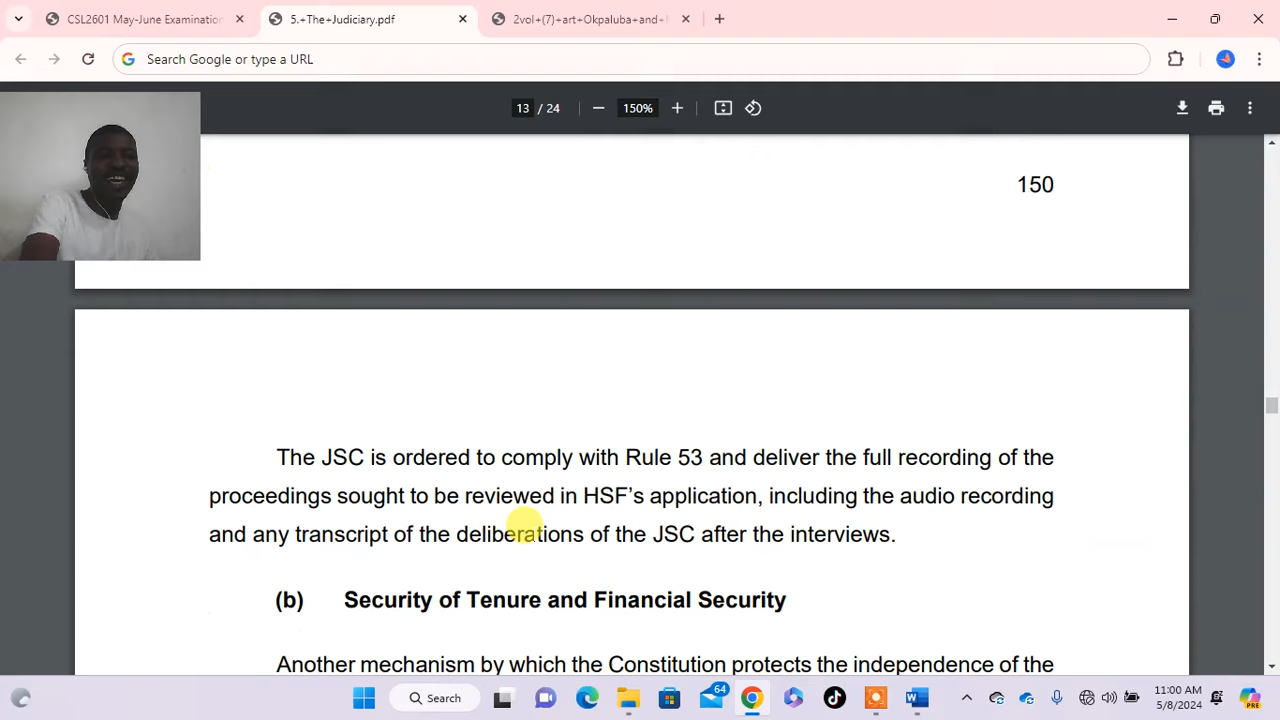 CSL2601 May-June Examination
5.+The+Judiciary.pdf
2vol+(7)+art+Okpaluba+and+
Search Google or type a URL
13 / 24
150%
150
The JSC is ordered to comply with Rule 53 and deliver the full recording of the
proceedings sought to be reviewed in HSF's application, including the audio recording
and any transcript of the deliberations of the JSC after the interviews.
(b) Security of Tenure and Financial Security
Another mechanism by which the Constitution protects the independence of the
Search
64
11:00 AM
5/8/2024
PRE